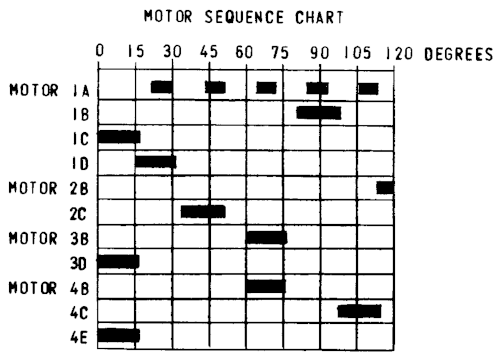 MOTOR SEQUENCE CHART
0 15 30 45 60 75 90 105 120 DEGREES
MOTOR 1A
1B
1C
1D
MOTOR 2B
2C
MOTOR 3B
3D
MOTOR 4B
4C
4E